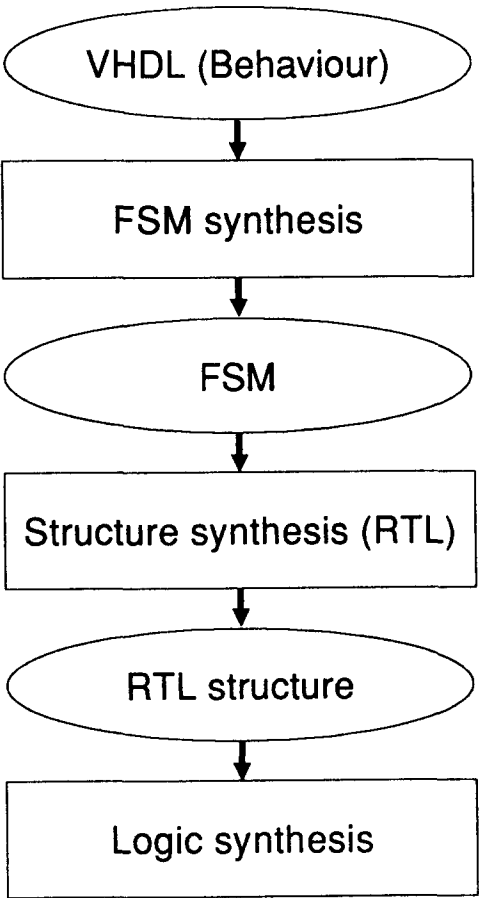 VHDL (Behaviour)
FSM synthesis
FSM
Structure synthesis (RTL)
RTL structure
Logic synthesis